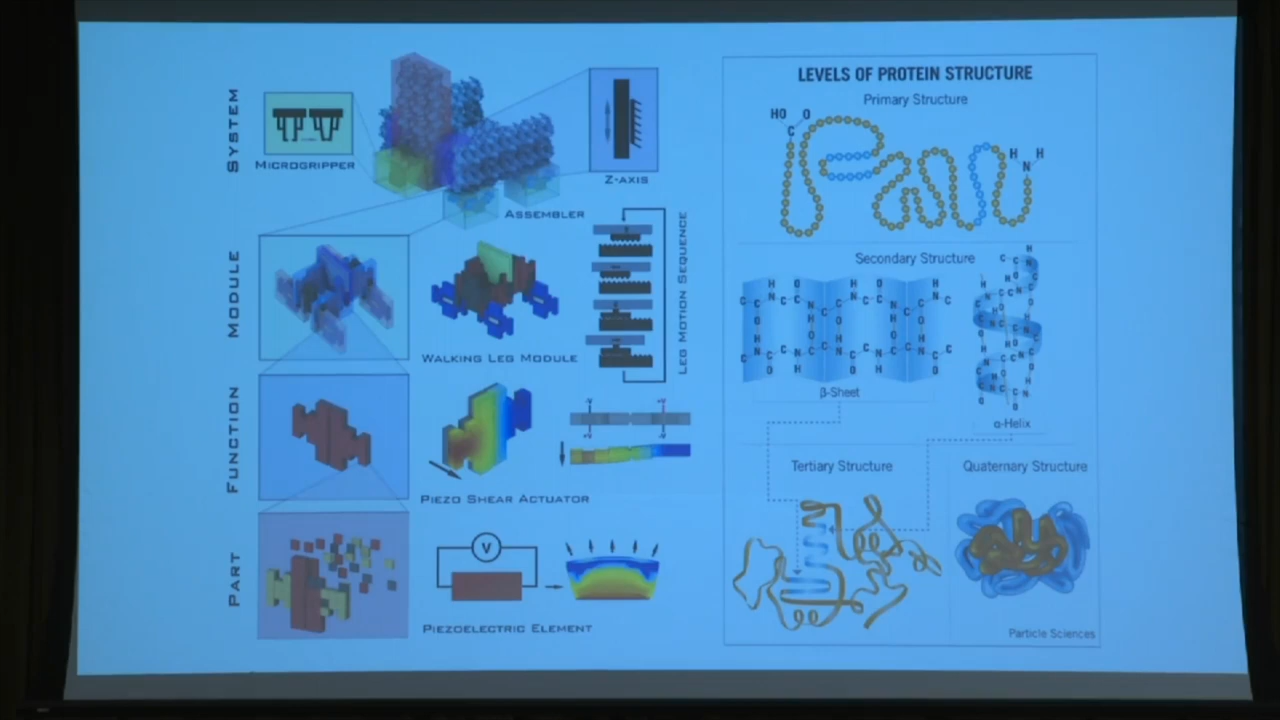 SYSTEM
MICROGRIPPER
Z-AXIS
ASSEMBLER
MODULE
WALKING LEG MODULE
LEG MOTION SEQUENCE
FUNCTION
PIEZO SHEAR ACTUATOR
PART
V
PIEZOELECTRIC ELEMENT
LEVELS OF PROTEIN STRUCTURE
Primary Structure
HO O
C
H H
N
Secondary Structure
β-Sheet
α-Helix
Tertiary Structure
Quaternary Structure
Particle Sciences